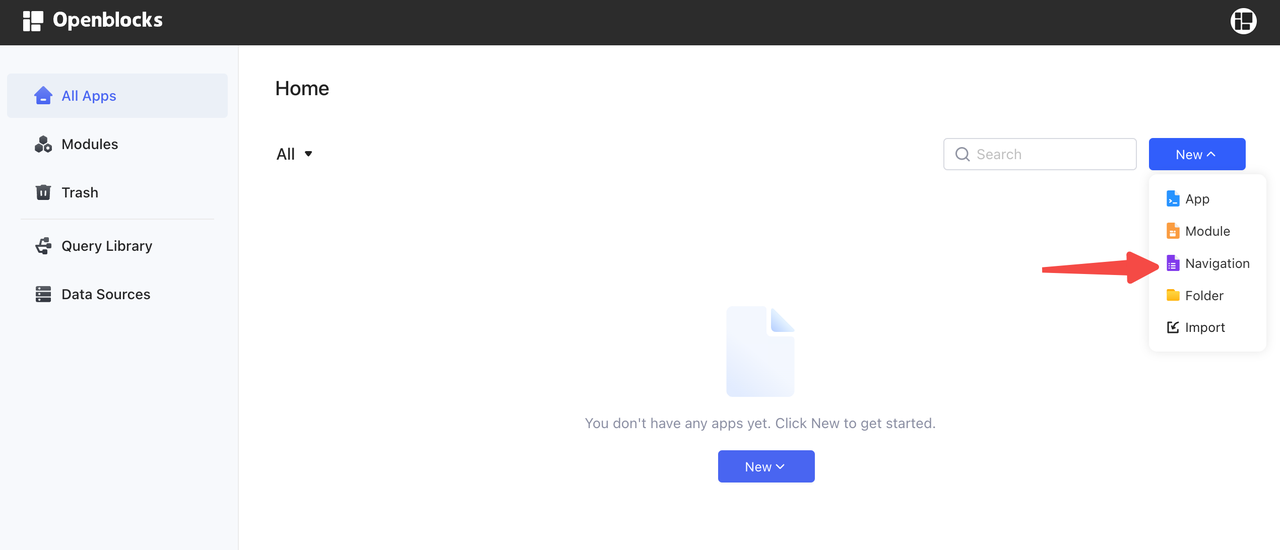 Openblocks
All Apps
Modules
Trash
Query Library
Data Sources
Home
All
Search
New
App
Module
Navigation
Folder
Import
You don't have any apps yet. Click New to get started.
New